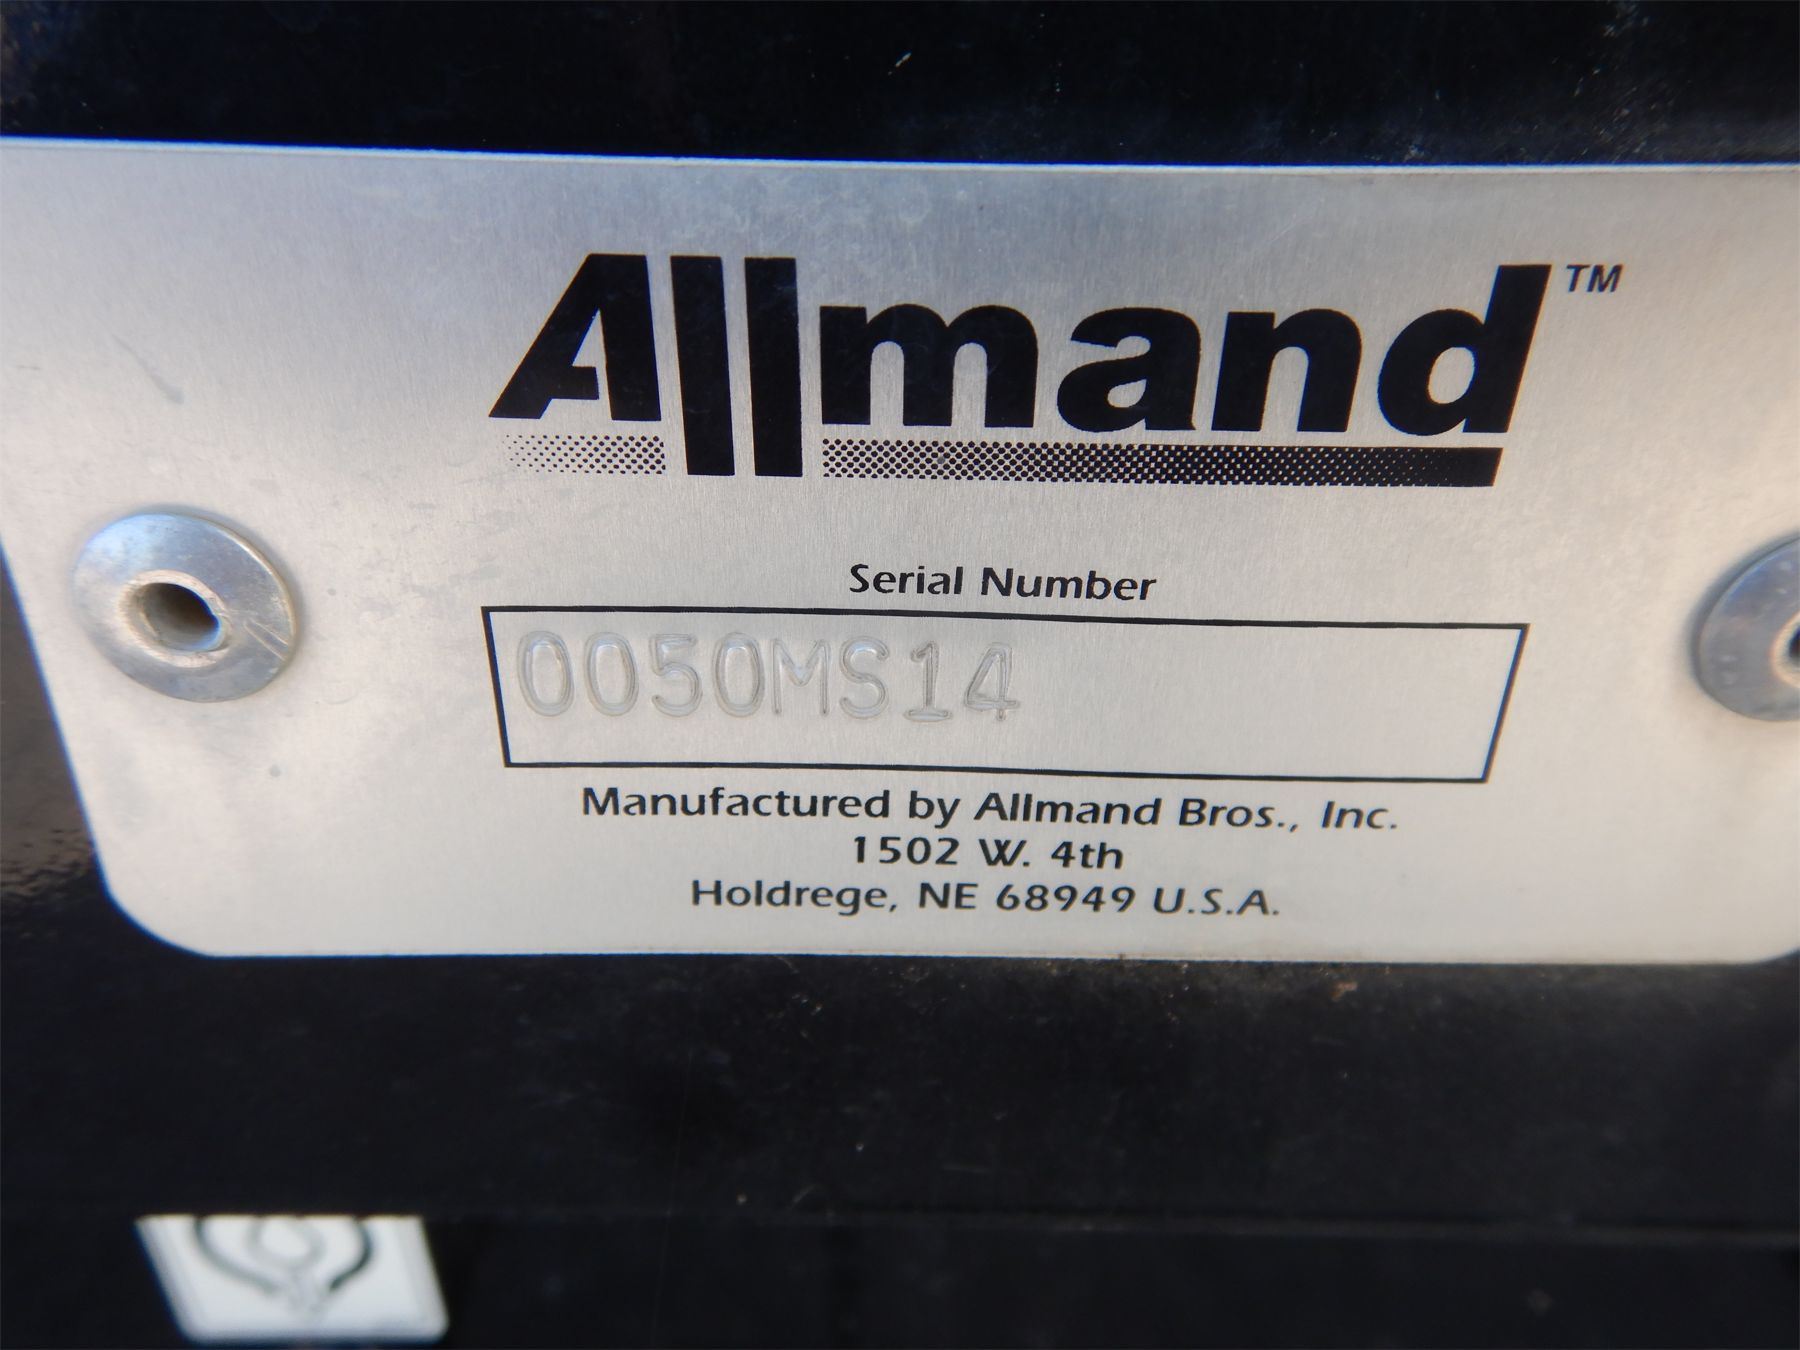 Allmand™
Serial Number
0050MS14
Manufactured by Allmand Bros., Inc.
1502 W. 4th
Holdrege, NE 68949 U.S.A.